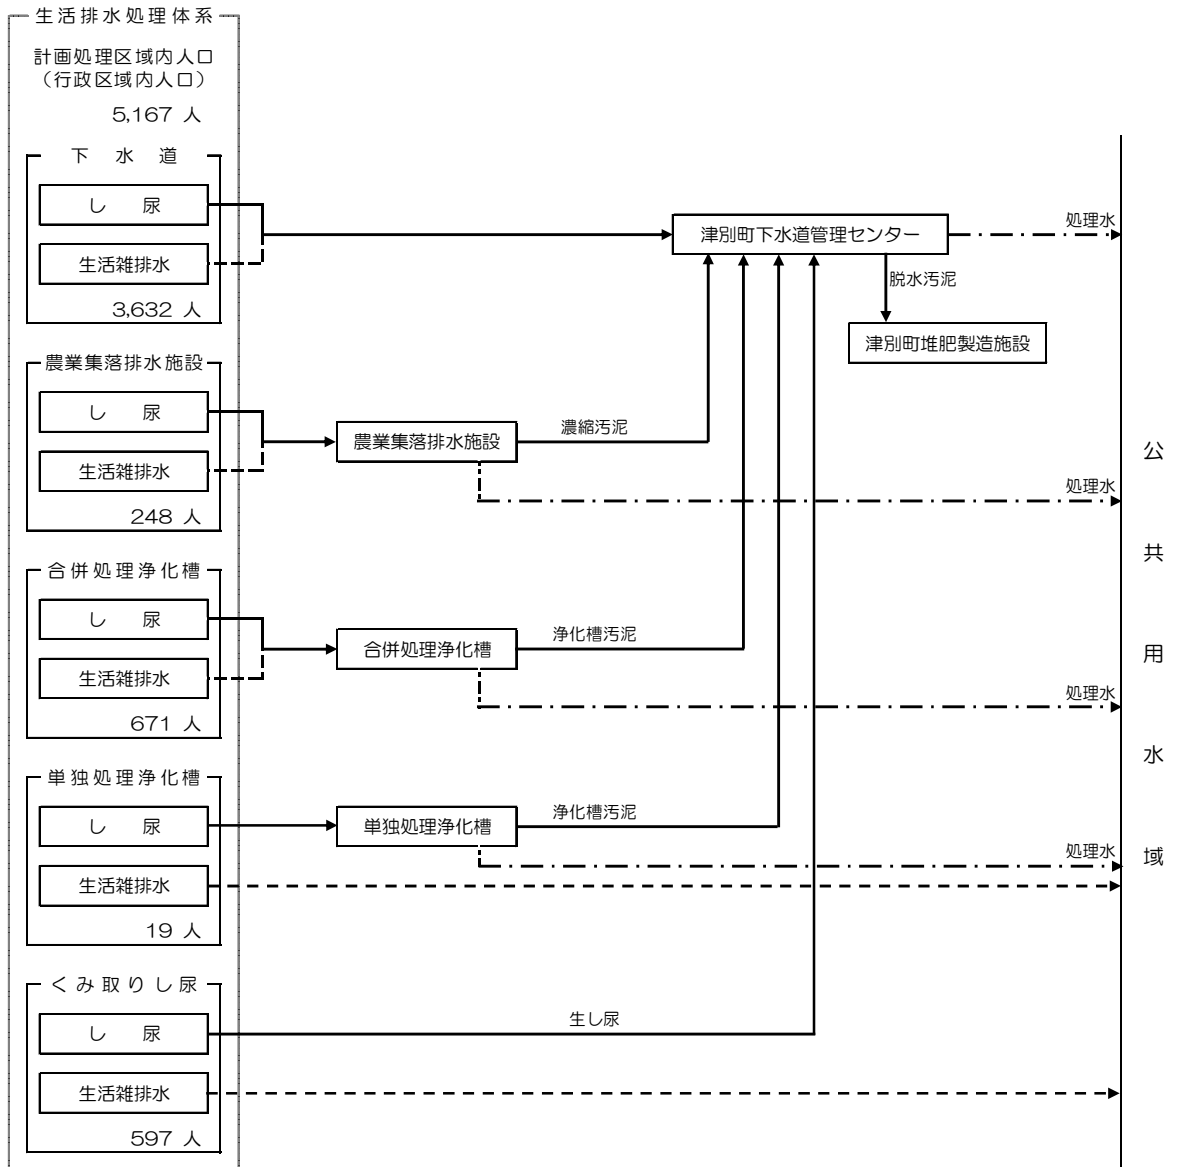 生活排水処理体系
計画処理区域内人口
（行政区域内人口）
5,167 人
下 水 道
し 尿
生活雑排水
3,632 人
津別町下水道管理センター
処理水
脱水汚泥
津別町堆肥製造施設
農業集落排水施設
し 尿
生活雑排水
248 人
農業集落排水施設
濃縮汚泥
処理水
合併処理浄化槽
し 尿
生活雑排水
671 人
合併処理浄化槽
浄化槽汚泥
処理水
単独処理浄化槽
し 尿
生活雑排水
19 人
単独処理浄化槽
浄化槽汚泥
処理水
くみ取りし尿
し 尿
生活雑排水
597 人
生し尿
公共用水域